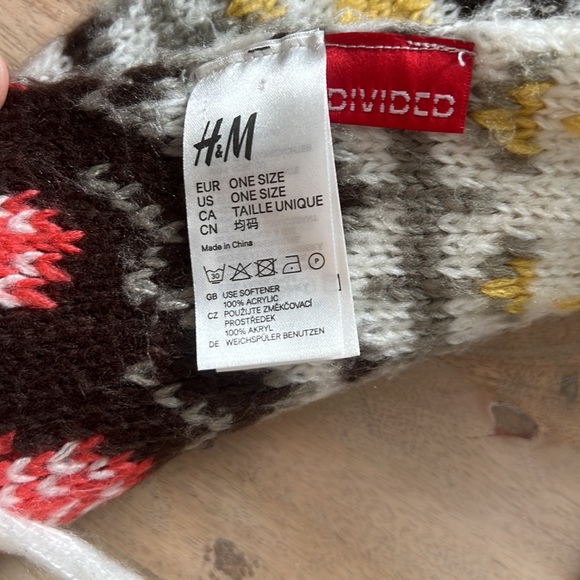 DIVIDED
H&M
EUR ONE SIZE
US ONE SIZE
CA TAILLE UNIQUE
CN 均码
Made in China
30 P
GB USE SOFTENER
100% ACRYLIC
CZ POUŽIJTE ZMĚKČOVACÍ
PROSTŘEDEK
100% AKRYL
DE WEICHSPÜLER BENUTZEN